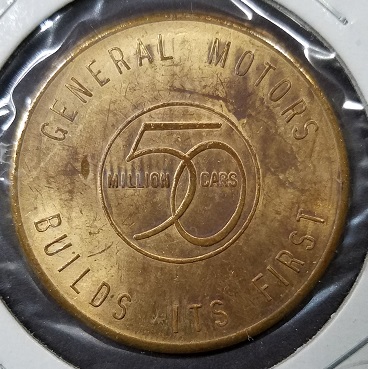 GENERAL MOTORS
50
MILLION CARS
BUILDS ITS FIRST